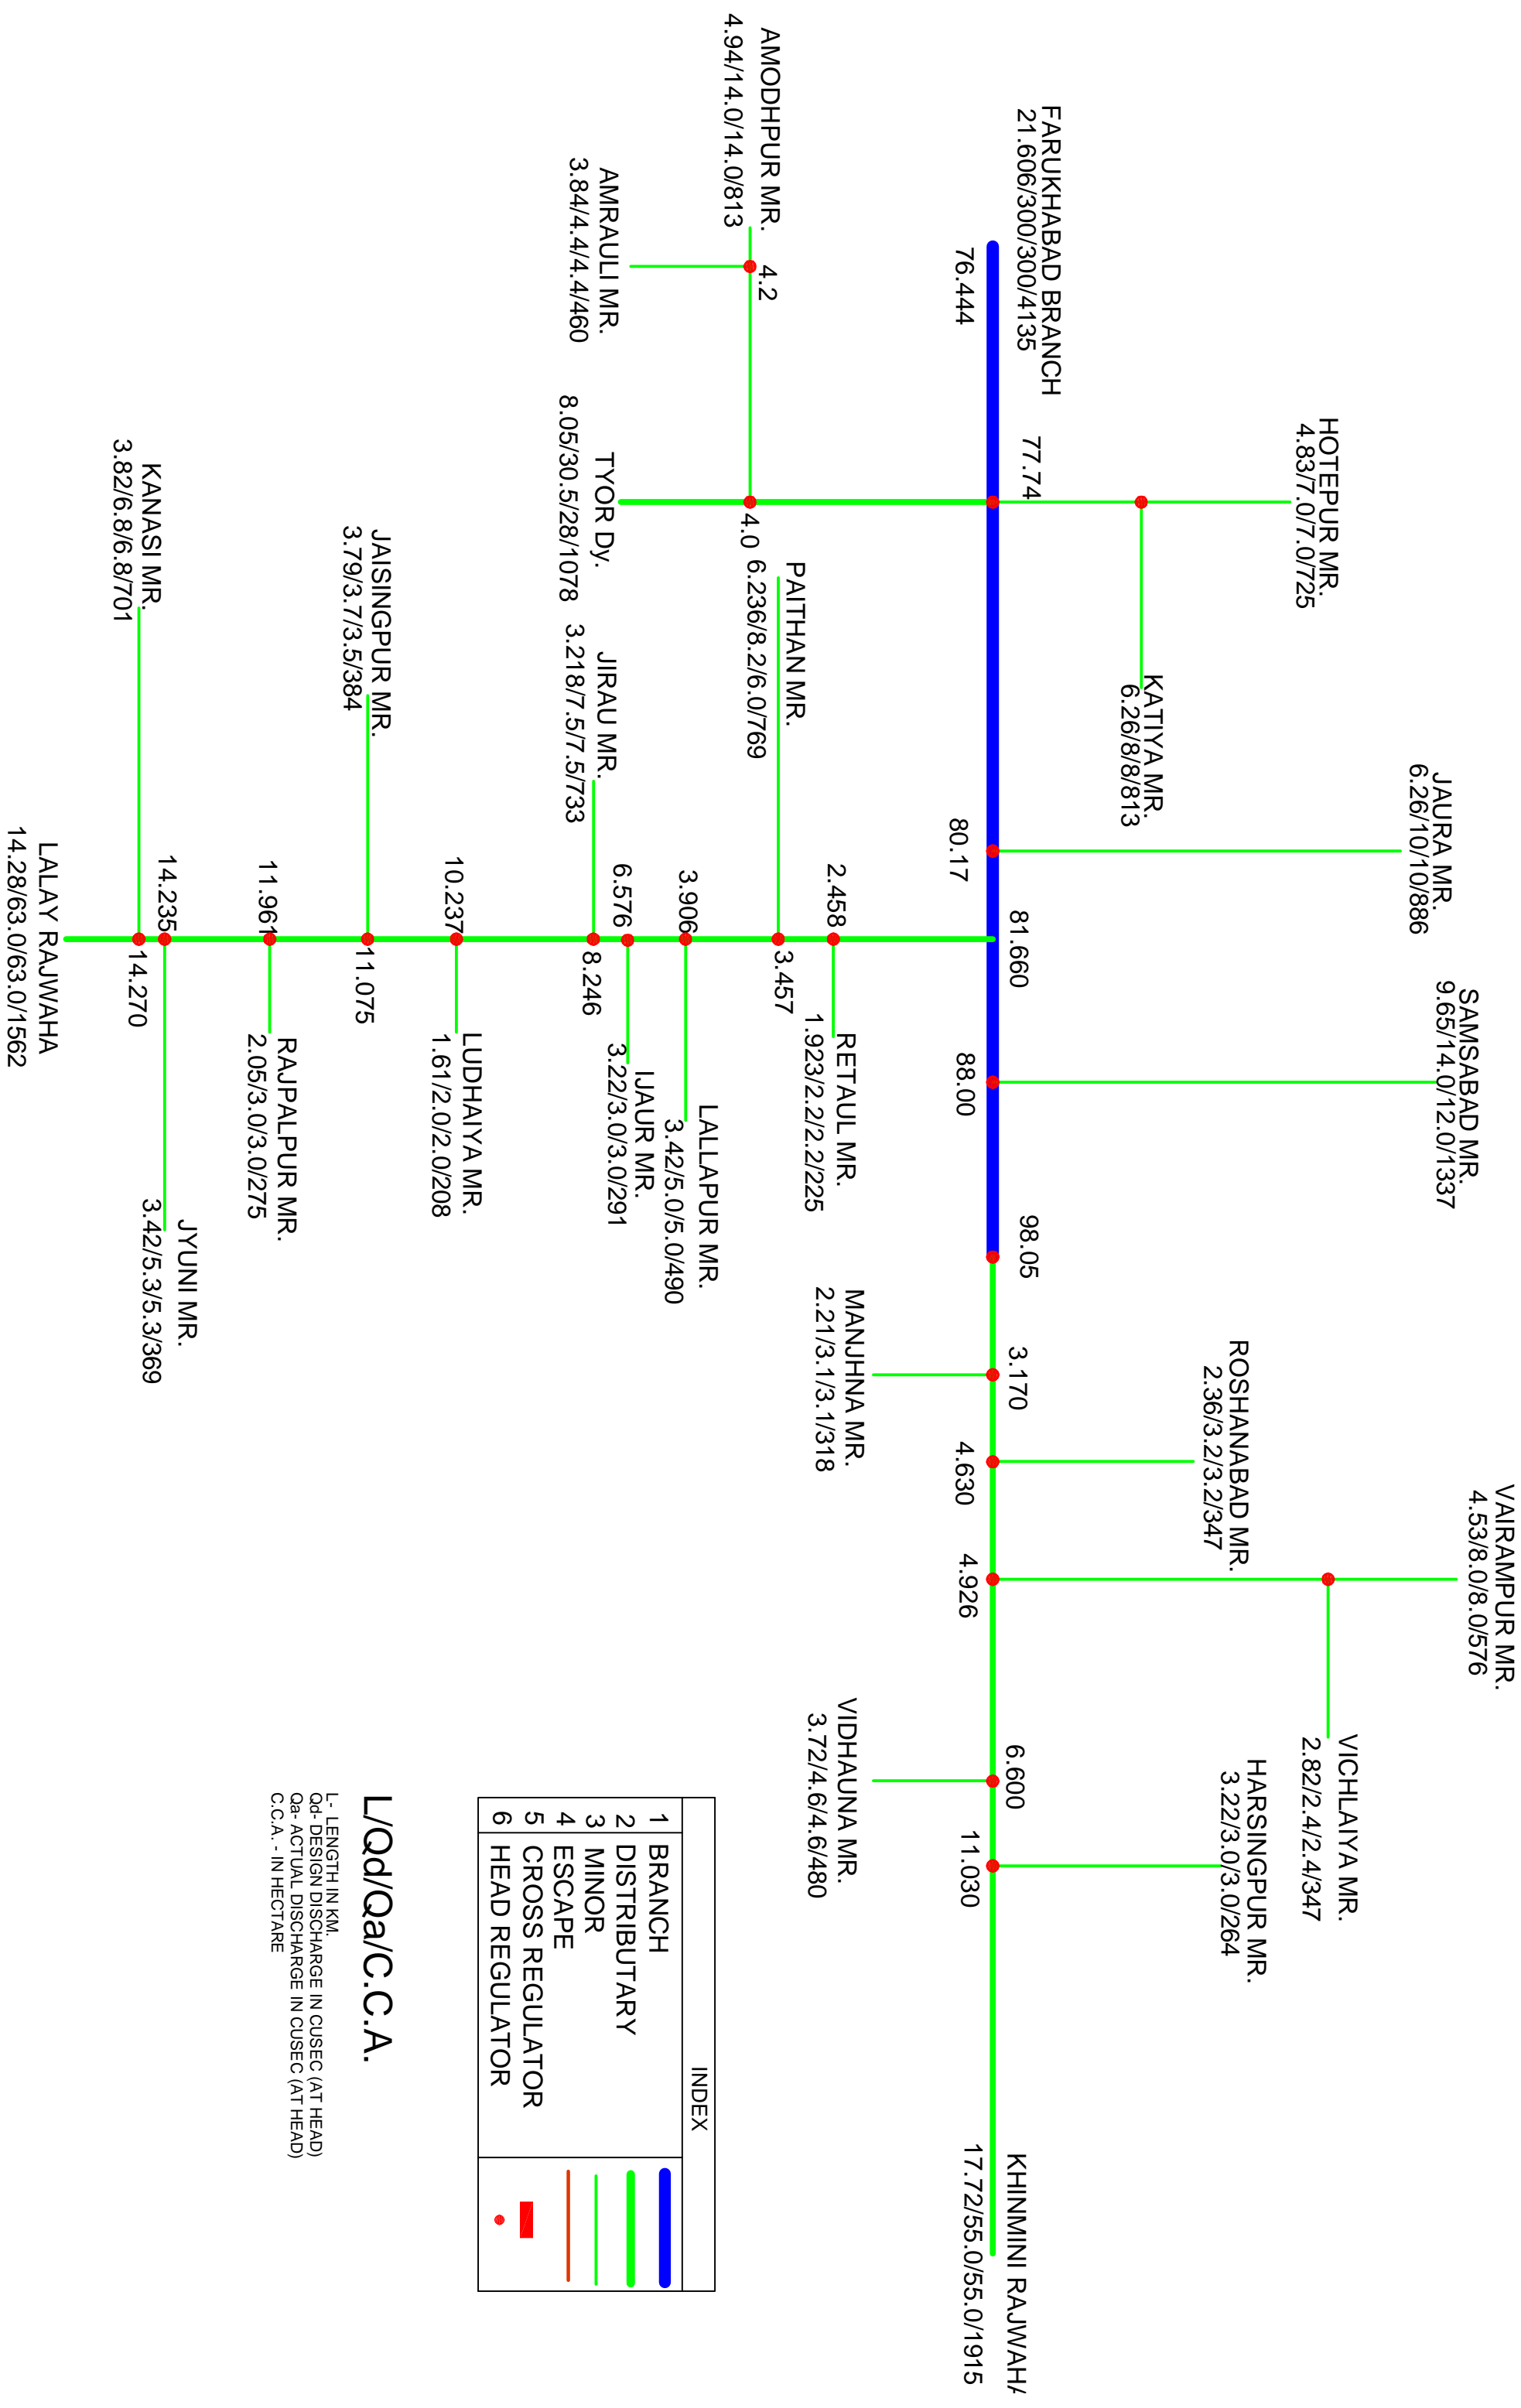 FARUKHABAD BRANCH
21.606/300/300/4135
76.444
HOTEPUR MR.
4.83/7.0/7.0/725
77.74
KATIYA MR.
6.26/8/8/813
JAURA MR.
6.26/10/10/886
80.17
81.660
SAMSABAD MR.
9.65/14.0/12.0/1337
88.00
98.05
AMODHPUR MR.
4.94/14.0/14.0/813
4.2
AMRAULI MR.
3.84/4.4/4.4/460
4.0
TYOR Dy.
8.05/30.5/28/1078
PAITHAN MR.
6.236/8.2/6.0/769
3.457
2.458
RETAUL MR.
1.923/2.2/2.2/225
3.906
LALLAPUR MR.
3.42/5.0/5.0/490
6.576
IJAUR MR.
3.22/3.0/3.0/291
JIRAU MR.
3.218/7.5/7.5/733
8.246
10.237
LUDHAIYA MR.
1.61/2.0/2.0/208
JAISINGPUR MR.
3.79/3.7/3.5/384
11.075
11.961
RAJPALPUR MR.
2.05/3.0/3.0/275
14.235
JYUNI MR.
3.42/5.3/5.3/369
KANASI MR.
3.82/6.8/6.8/701
14.270
LALAY RAJWAHA
14.28/63.0/63.0/1562
3.170
MANJHNA MR.
2.21/3.1/3.1/318
ROSHANABAD MR.
2.36/3.2/3.2/347
4.630
VAIRAMPUR MR.
4.53/8.0/8.0/576
4.926
VICHLAIYA MR.
2.82/2.4/2.4/347
6.600
VIDHAUNA MR.
3.72/4.6/4.6/480
HARSINGPUR MR.
3.22/3.0/3.0/264
11.030
KHINMINI RAJWAHA
17.72/55.0/55.0/1915
INDEX
1 BRANCH
2 DISTRIBUTARY
3 MINOR
4 ESCAPE
5 CROSS REGULATOR
6 HEAD REGULATOR
L/Qd/Qa/C.C.A.
L- LENGTH IN KM.
Qd- DESIGN DISCHARGE IN CUSEC (AT HEAD)
Qa- ACTUAL DISCHARGE IN CUSEC (AT HEAD)
C.C.A. - IN HECTARE